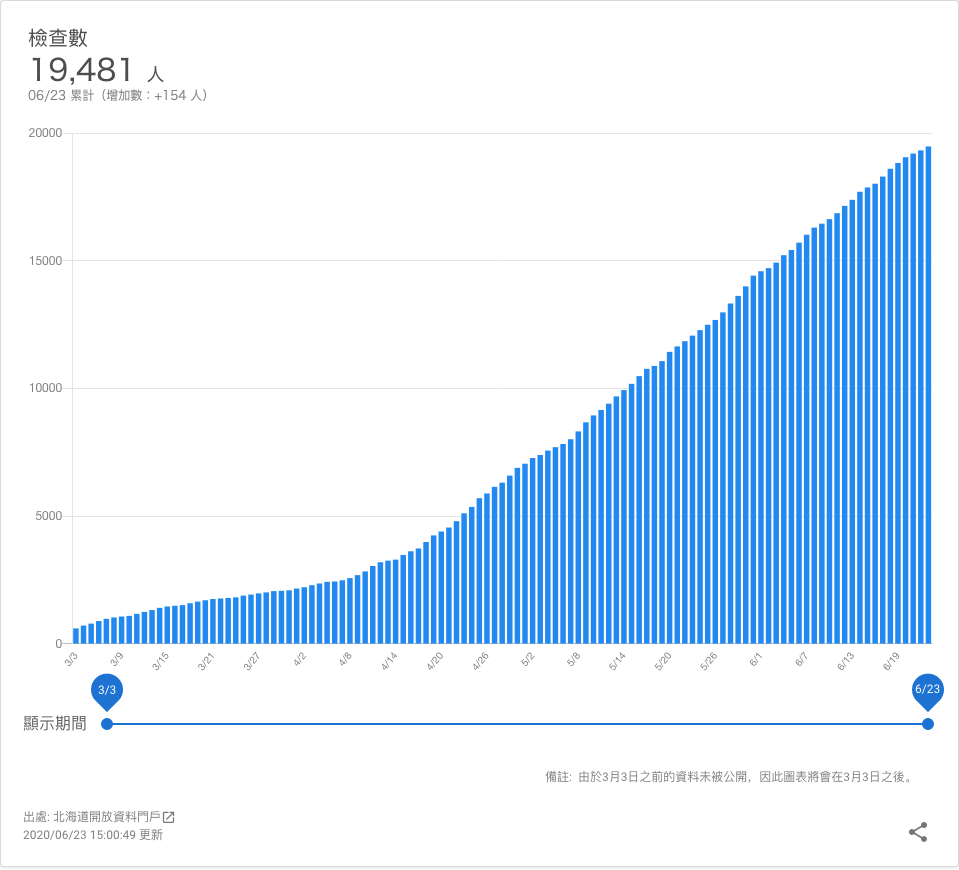 檢查數
19,481 人
06/23 累計（增加數：+154 人）
20000
15000
10000
5000
0
3/3 3/9 3/15 3/21 3/27 4/2 4/8 4/14 4/20 4/26 5/2 5/8 5/14 5/20 5/26 6/1 6/7 6/13 6/19
3/3 6/23
顯示期間
備註: 由於3月3日之前的資料未被公開，因此圖表將會在3月3日之後。
出處: 北海道開放資料門戶
2020/06/23 15:00:49 更新